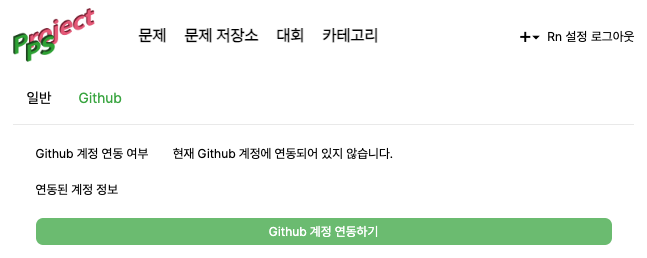 Project
PPS
문제 문제 저장소 대회 카테고리 Rn 설정 로그아웃
일반 Github
Github 계정 연동 여부 현재 Github 계정에 연동되어 있지 않습니다.
연동된 계정 정보
Github 계정 연동하기